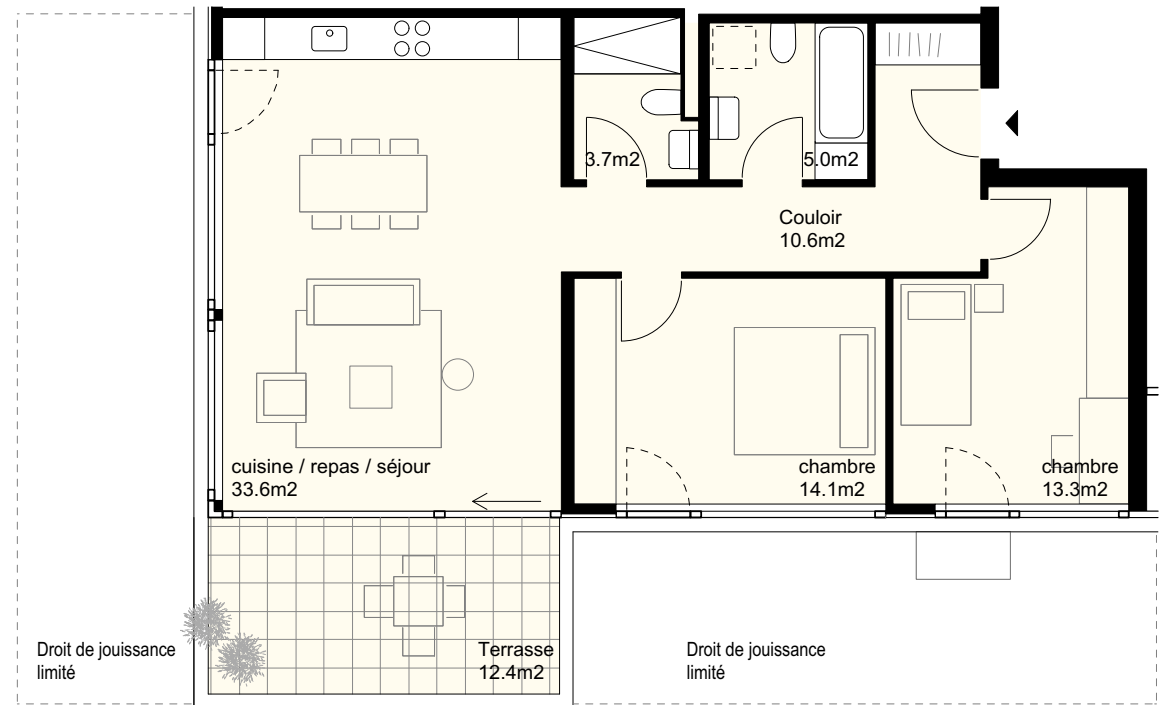 3.7m2
5.0m2
Couloir
10.6m2
cuisine / repas / séjour
33.6m2
chambre
14.1m2
chambre
13.3m2
Droit de jouissance
limité
Terrasse
12.4m2
Droit de jouissance
limité